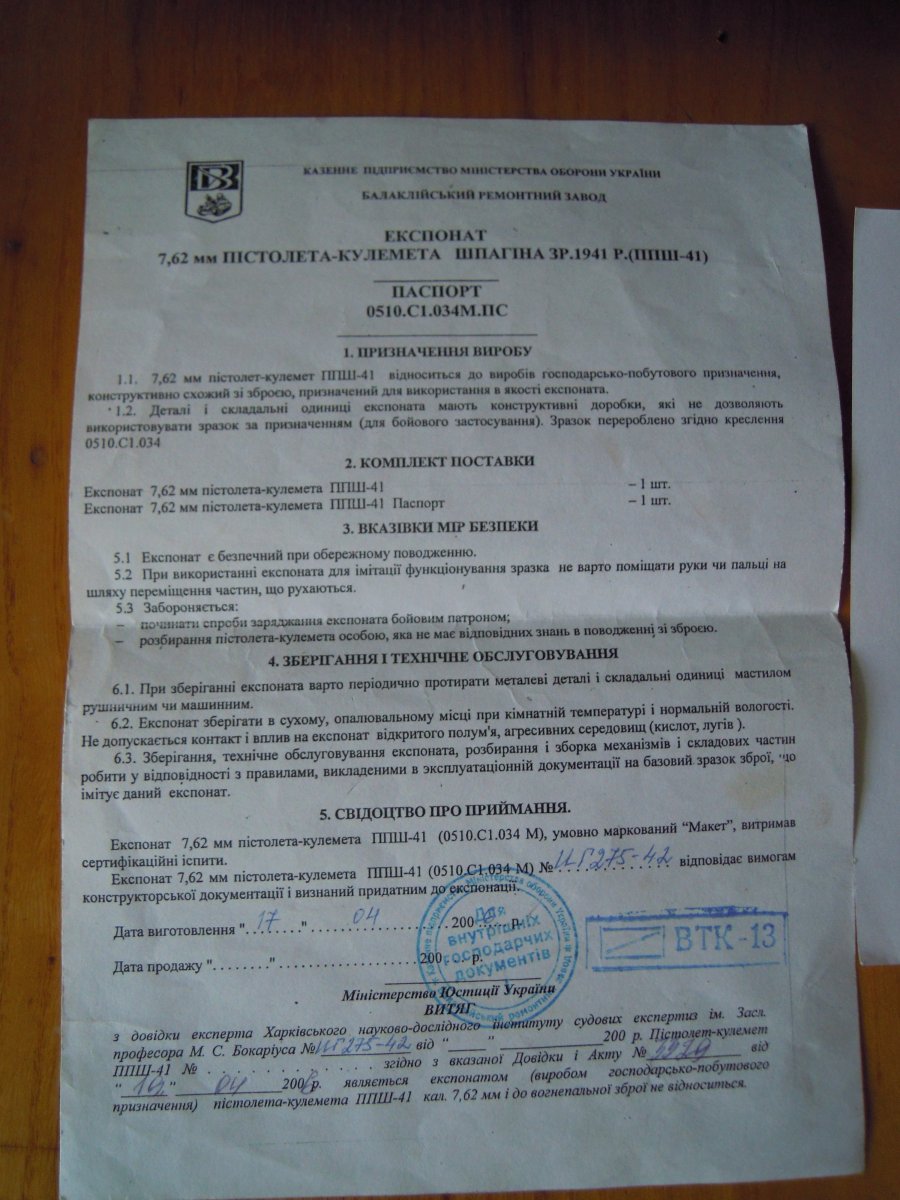 КАЗЕННЕ ПІДПРИЄМСТВО МІНІСТЕРСТВА ОБОРОНИ УКРАЇНИ
БАЛАКЛІЙСЬКИЙ РЕМОНТНИЙ ЗАВОД
ЕКСПОНАТ
7,62 мм ПІСТОЛЕТА-КУЛЕМЕТА ШПАГІНА ЗР.1941 Р.(ППШ-41)
ПАСПОРТ
0510.С1.034М.ПС
1. ПРИЗНАЧЕННЯ ВИРОБУ
1.1. 7,62 мм пістолет-кулемет ППШ-41 відноситься до виробів господарсько-побутового призначення,
конструктивно схожий зі зброєю, призначений для використання в якості експоната.
1.2. Деталі і складальні одиниці експоната мають конструктивні доробки, які не дозволяють
використовувати зразок за призначенням (для бойового застосування). Зразок перероблено згідно креслення
0510.С1.034
2. КОМПЛЕКТ ПОСТАВКИ
Експонат 7,62 мм пістолета-кулемета ППШ-41 – 1 шт.
Експонат 7,62 мм пістолета-кулемета ППШ-41 Паспорт – 1 шт.
3. ВКАЗІВКИ МІР БЕЗПЕКИ
5.1 Експонат є безпечний при обережному поводженню.
5.2 При використанні експоната для імітації функціонування зразка не варто поміщати руки чи пальці на
шляху переміщення частин, що рухаються.
5.3 Забороняється:
– починати спроби заряджання експоната бойовим патроном;
– розбирання пістолета-кулемета особою, яка не має відповідних знань в поводженні зі зброєю.
4. ЗБЕРІГАННЯ І ТЕХНІЧНЕ ОБСЛУГОВУВАННЯ
6.1. При зберіганні експоната варто періодично протирати металеві деталі і складальні одиниці мастилом
рушничним чи машинним.
6.2. Експонат зберігати в сухому, опалювальному місці при кімнатній температурі і нормальній вологості.
Не допускається контакт і вплив на експонат відкритого полум'я, агресивних середовищ (кислот, лугів ).
6.3. Зберігання, технічне обслуговування експоната, розбирання і зборка механізмів і складових частин
робити у відповідності з правилами, викладеними в эксплуатаціонній документації на базовий зразок зброї, що
імітує даний експонат.
5. СВІДОЦТВО ПРО ПРИЙМАННЯ.
Експонат 7,62 мм пістолета-кулемета ППШ-41 (0510.С1.034 М), умовно маркований “Макет”, витримав
сертифікаційні іспити.
Експонат 7,62 мм пістолета-кулемета ППШ-41 (0510.С1.034 М) № ИГ275-42 відповідає вимогам
конструкторської документації і визнаний придатним до експонації.
Дата виготовлення "17" 04 200 р.
Для внутрішніх господарчих документів
ВТК -13
Дата продажу "........" .................... 200... р.
Міністерство Юстиції України
ВИТЯГ
з довідки експерта Харківського науково-дослідного інституту судових експертиз ім. Засл.
професора М. С. Бокаріуса № ИГ275-42 від “______” ____________ 200 р. Пістолет-кулемет
ППШ-41 № . . . . . . . . . . . . . . . . . згідно з вказаної Довідки і Акту № 2229 від
“ ” 04 200 р. являється експонатом (виробом господарсько-побутового
призначення) пістолета-кулемета ППШ-41 кал. 7,62 мм і до вогнепальної зброї не відноситься.